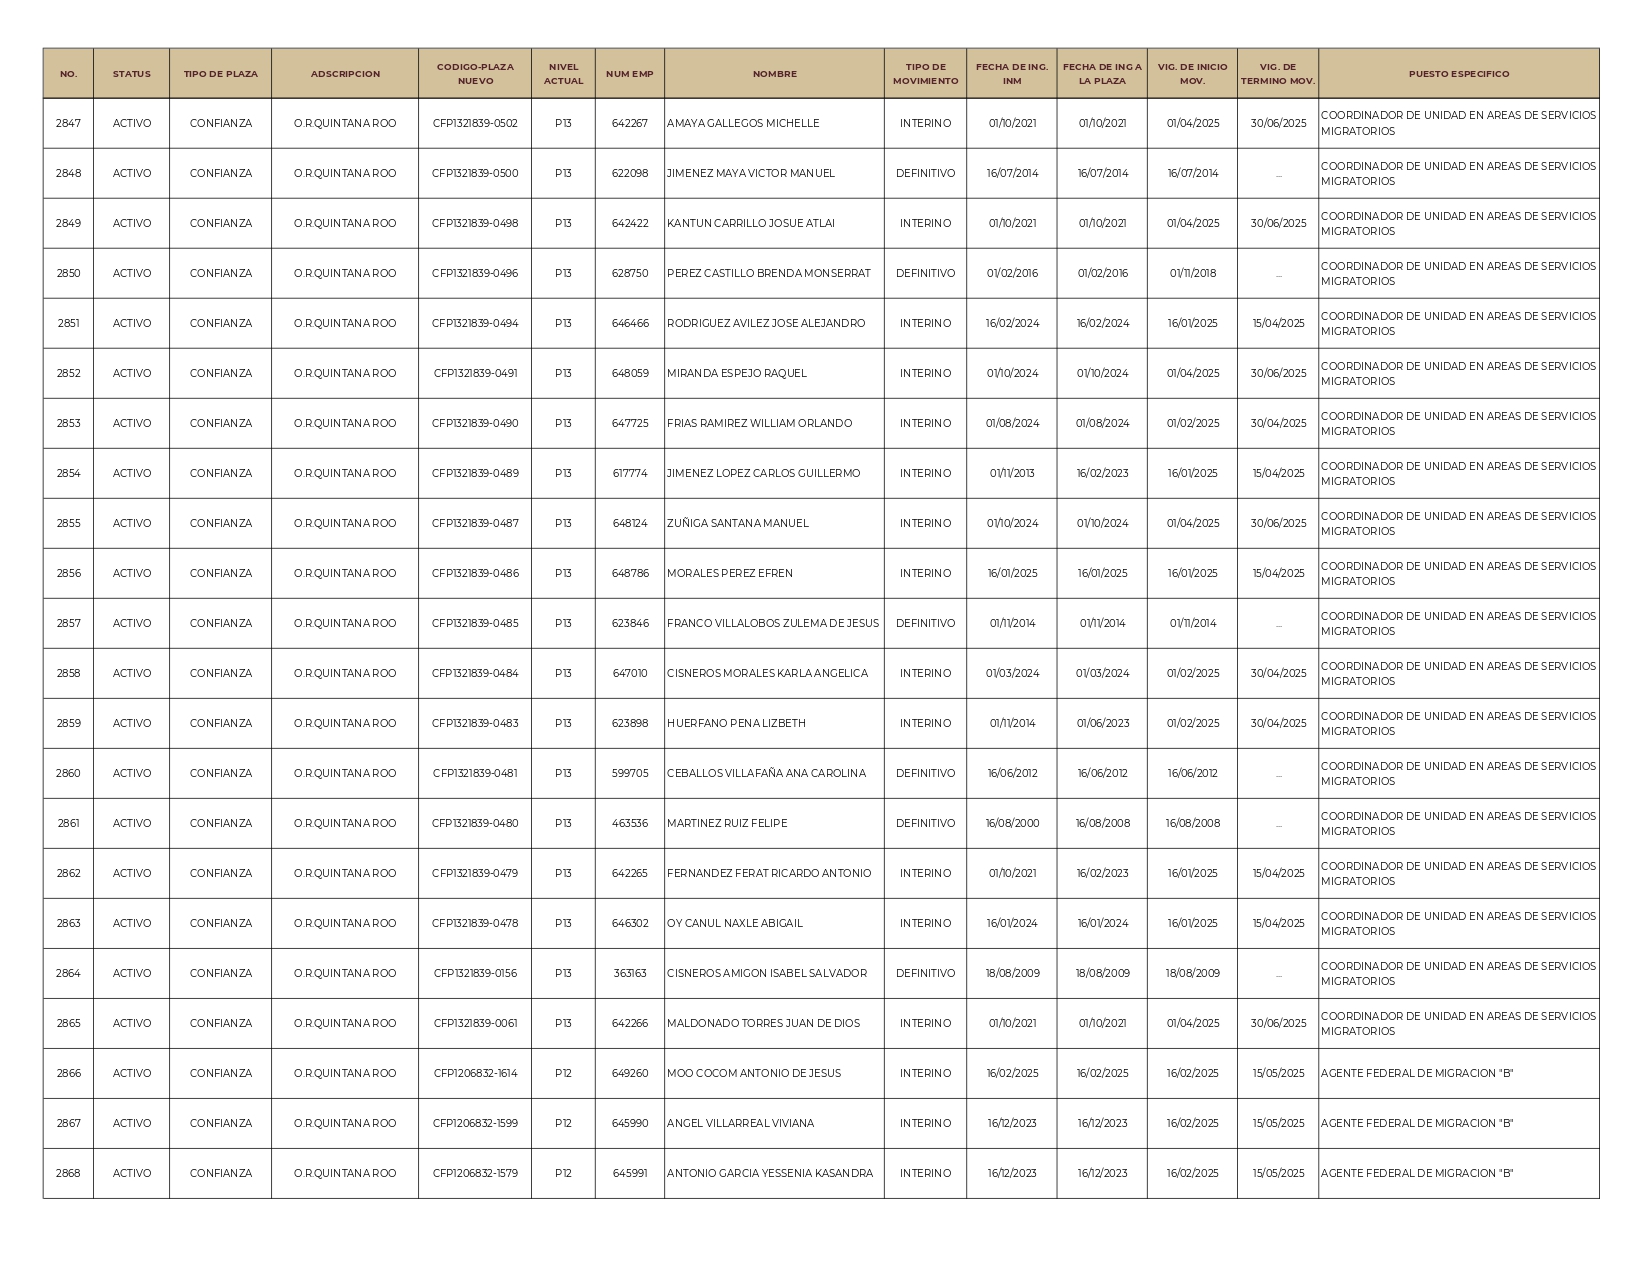 NO. STATUS TIPO DE PLAZA ADSCRIPCION CODIGO-PLAZA NUEVO NIVEL ACTUAL NUM EMP NOMBRE TIPO DE MOVIMIENTO FECHA DE ING. INM FECHA DE ING A LA PLAZA VIG. DE INICIO MOV. VIG. DE TERMINO MOV. PUESTO ESPECIFICO
2847 ACTIVO CONFIANZA O.R.QUINTANA ROO CFP1321839-0502 P13 642267 AMAYA GALLEGOS MICHELLE INTERINO 01/10/2021 01/10/2021 01/04/2025 30/06/2025 COORDINADOR DE UNIDAD EN AREAS DE SERVICIOS MIGRATORIOS
2848 ACTIVO CONFIANZA O.R.QUINTANA ROO CFP1321839-0500 P13 622098 JIMENEZ MAYA VICTOR MANUEL DEFINITIVO 16/07/2014 16/07/2014 16/07/2014 ... COORDINADOR DE UNIDAD EN AREAS DE SERVICIOS MIGRATORIOS
2849 ACTIVO CONFIANZA O.R.QUINTANA ROO CFP1321839-0498 P13 642422 KANTUN CARRILLO JOSUE ATLAI INTERINO 01/10/2021 01/10/2021 01/04/2025 30/06/2025 COORDINADOR DE UNIDAD EN AREAS DE SERVICIOS MIGRATORIOS
2850 ACTIVO CONFIANZA O.R.QUINTANA ROO CFP1321839-0496 P13 628750 PEREZ CASTILLO BRENDA MONSERRAT DEFINITIVO 01/02/2016 01/02/2016 01/11/2018 ... COORDINADOR DE UNIDAD EN AREAS DE SERVICIOS MIGRATORIOS
2851 ACTIVO CONFIANZA O.R.QUINTANA ROO CFP1321839-0494 P13 646466 RODRIGUEZ AVILEZ JOSE ALEJANDRO INTERINO 16/02/2024 16/02/2024 16/01/2025 15/04/2025 COORDINADOR DE UNIDAD EN AREAS DE SERVICIOS MIGRATORIOS
2852 ACTIVO CONFIANZA O.R.QUINTANA ROO CFP1321839-0491 P13 648059 MIRANDA ESPEJO RAQUEL INTERINO 01/10/2024 01/10/2024 01/04/2025 30/06/2025 COORDINADOR DE UNIDAD EN AREAS DE SERVICIOS MIGRATORIOS
2853 ACTIVO CONFIANZA O.R.QUINTANA ROO CFP1321839-0490 P13 647725 FRIAS RAMIREZ WILLIAM ORLANDO INTERINO 01/08/2024 01/08/2024 01/02/2025 30/04/2025 COORDINADOR DE UNIDAD EN AREAS DE SERVICIOS MIGRATORIOS
2854 ACTIVO CONFIANZA O.R.QUINTANA ROO CFP1321839-0489 P13 617774 JIMENEZ LOPEZ CARLOS GUILLERMO INTERINO 01/11/2013 16/02/2023 16/01/2025 15/04/2025 COORDINADOR DE UNIDAD EN AREAS DE SERVICIOS MIGRATORIOS
2855 ACTIVO CONFIANZA O.R.QUINTANA ROO CFP1321839-0487 P13 648124 ZUÑIGA SANTANA MANUEL INTERINO 01/10/2024 01/10/2024 01/04/2025 30/06/2025 COORDINADOR DE UNIDAD EN AREAS DE SERVICIOS MIGRATORIOS
2856 ACTIVO CONFIANZA O.R.QUINTANA ROO CFP1321839-0486 P13 648786 MORALES PEREZ EFREN INTERINO 16/01/2025 16/01/2025 16/01/2025 15/04/2025 COORDINADOR DE UNIDAD EN AREAS DE SERVICIOS MIGRATORIOS
2857 ACTIVO CONFIANZA O.R.QUINTANA ROO CFP1321839-0485 P13 623846 FRANCO VILLALOBOS ZULEMA DE JESUS DEFINITIVO 01/11/2014 01/11/2014 01/11/2014 ... COORDINADOR DE UNIDAD EN AREAS DE SERVICIOS MIGRATORIOS
2858 ACTIVO CONFIANZA O.R.QUINTANA ROO CFP1321839-0484 P13 647010 CISNEROS MORALES KARLA ANGELICA INTERINO 01/03/2024 01/03/2024 01/02/2025 30/04/2025 COORDINADOR DE UNIDAD EN AREAS DE SERVICIOS MIGRATORIOS
2859 ACTIVO CONFIANZA O.R.QUINTANA ROO CFP1321839-0483 P13 623898 HUERFANO PENA LIZBETH INTERINO 01/11/2014 01/06/2023 01/02/2025 30/04/2025 COORDINADOR DE UNIDAD EN AREAS DE SERVICIOS MIGRATORIOS
2860 ACTIVO CONFIANZA O.R.QUINTANA ROO CFP1321839-0481 P13 599705 CEBALLOS VILLAFAÑA ANA CAROLINA DEFINITIVO 16/06/2012 16/06/2012 16/06/2012 ... COORDINADOR DE UNIDAD EN AREAS DE SERVICIOS MIGRATORIOS
2861 ACTIVO CONFIANZA O.R.QUINTANA ROO CFP1321839-0480 P13 463536 MARTINEZ RUIZ FELIPE DEFINITIVO 16/08/2000 16/08/2008 16/08/2008 ... COORDINADOR DE UNIDAD EN AREAS DE SERVICIOS MIGRATORIOS
2862 ACTIVO CONFIANZA O.R.QUINTANA ROO CFP1321839-0479 P13 642265 FERNANDEZ FERAT RICARDO ANTONIO INTERINO 01/10/2021 16/02/2023 16/01/2025 15/04/2025 COORDINADOR DE UNIDAD EN AREAS DE SERVICIOS MIGRATORIOS
2863 ACTIVO CONFIANZA O.R.QUINTANA ROO CFP1321839-0478 P13 646302 OY CANUL NAXLE ABIGAIL INTERINO 16/01/2024 16/01/2024 16/01/2025 15/04/2025 COORDINADOR DE UNIDAD EN AREAS DE SERVICIOS MIGRATORIOS
2864 ACTIVO CONFIANZA O.R.QUINTANA ROO CFP1321839-0156 P13 363163 CISNEROS AMIGON ISABEL SALVADOR DEFINITIVO 18/08/2009 18/08/2009 18/08/2009 ... COORDINADOR DE UNIDAD EN AREAS DE SERVICIOS MIGRATORIOS
2865 ACTIVO CONFIANZA O.R.QUINTANA ROO CFP1321839-0061 P13 642266 MALDONADO TORRES JUAN DE DIOS INTERINO 01/10/2021 01/10/2021 01/04/2025 30/06/2025 COORDINADOR DE UNIDAD EN AREAS DE SERVICIOS MIGRATORIOS
2866 ACTIVO CONFIANZA O.R.QUINTANA ROO CFP1206832-1614 P12 649260 MOO COCOM ANTONIO DE JESUS INTERINO 16/02/2025 16/02/2025 16/02/2025 15/05/2025 AGENTE FEDERAL DE MIGRACION "B"
2867 ACTIVO CONFIANZA O.R.QUINTANA ROO CFP1206832-1599 P12 645990 ANGEL VILLARREAL VIVIANA INTERINO 16/12/2023 16/12/2023 16/02/2025 15/05/2025 AGENTE FEDERAL DE MIGRACION "B"
2868 ACTIVO CONFIANZA O.R.QUINTANA ROO CFP1206832-1579 P12 645991 ANTONIO GARCIA YESSENIA KASANDRA INTERINO 16/12/2023 16/12/2023 16/02/2025 15/05/2025 AGENTE FEDERAL DE MIGRACION "B"